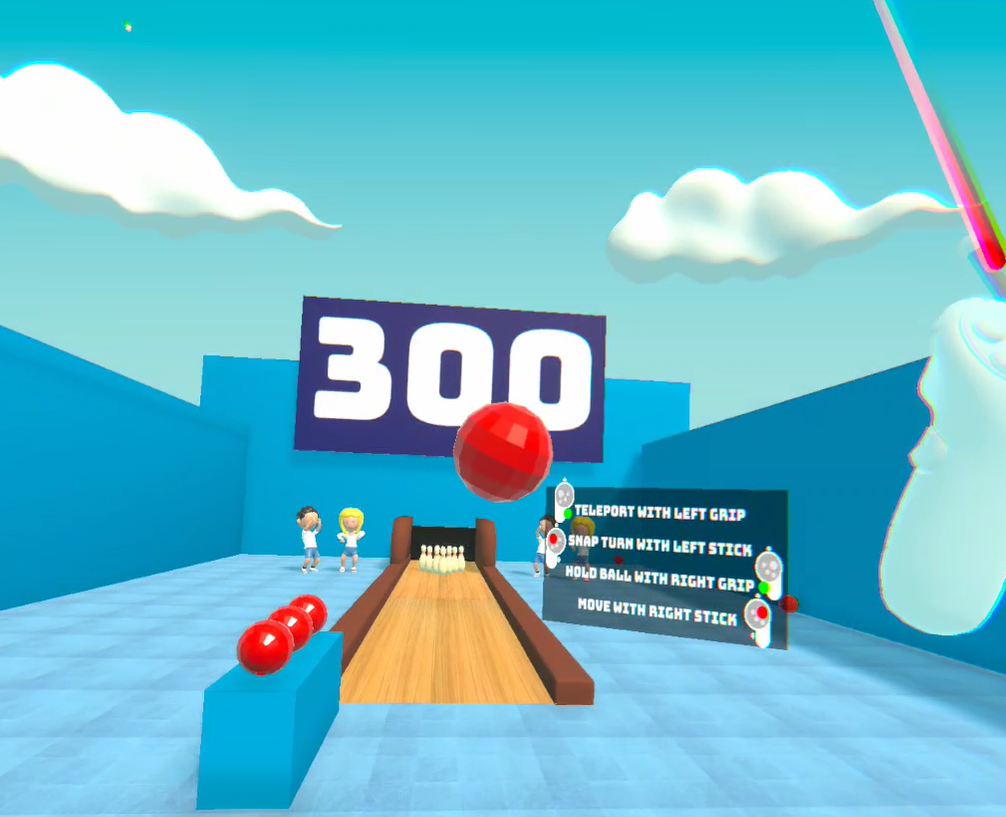 300
TELEPORT WITH LEFT GRIP
SNAP TURN WITH LEFT STICK
HOLD BALL WITH RIGHT GRIP
MOVE WITH RIGHT STICK